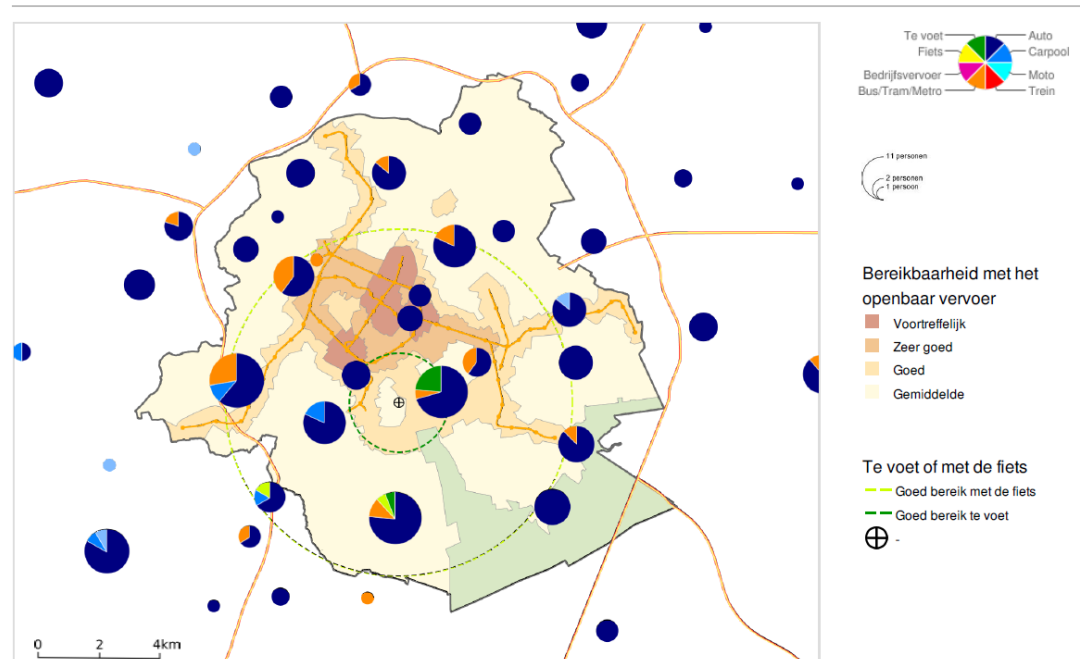 Te voet
Auto
Fiets
Carpool
Bedrijfsvervoer
Moto
Bus/Tram/Metro
Trein
11 personen
2 personen
1 persoon
Bereikbaarheid met het
openbaar vervoer
Voortreffelijk
Zeer goed
Goed
Gemiddelde
Te voet of met de fiets
Goed bereik met de fiets
Goed bereik te voet
-
0 2 4km